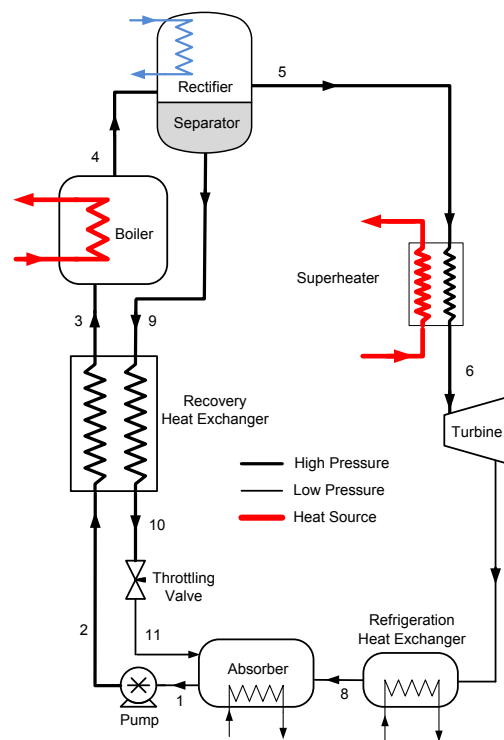 Rectifier
5
Separator
4
Boiler
Superheater
3
9
6
Recovery
Heat Exchanger
Turbine
High Pressure
Low Pressure
Heat Source
10
Throttling
Valve
2
11
Refrigeration
Heat Exchanger
Absorber
1
8
Pump